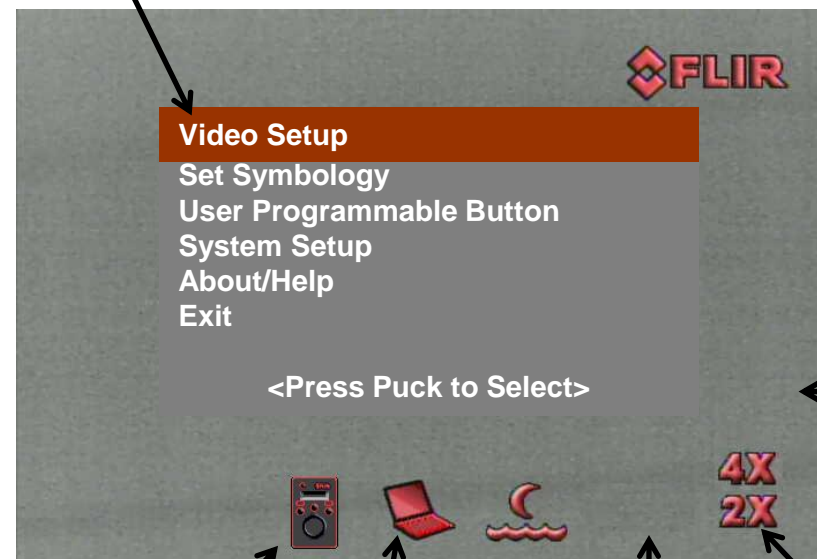 FLIR
Video Setup
Set Symbology
User Programmable Button
System Setup
About/Help
Exit
<Press Puck to Select>
4X
2X